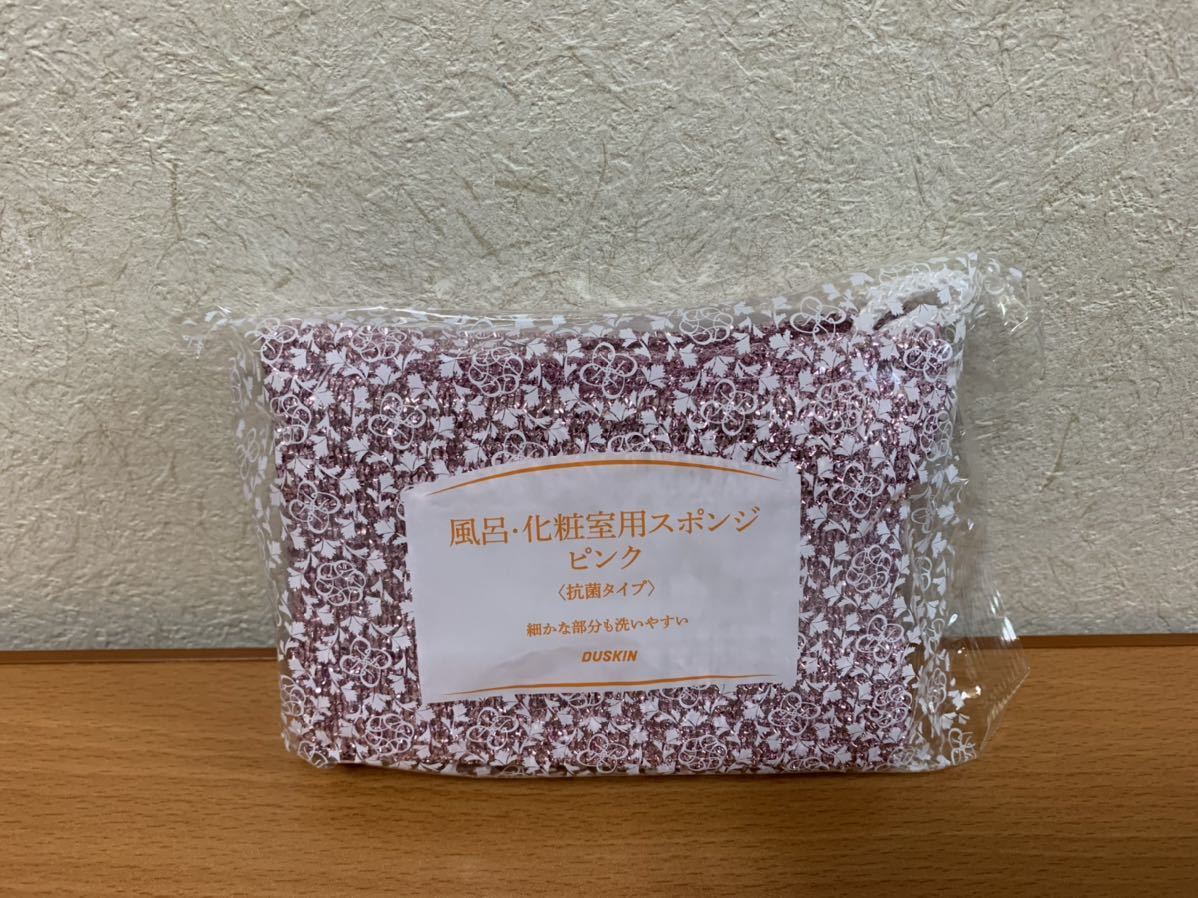 風呂・化粧室用スポンジ
ピンク
〈抗菌タイプ〉
細かな部分も洗いやすい
DUSKIN